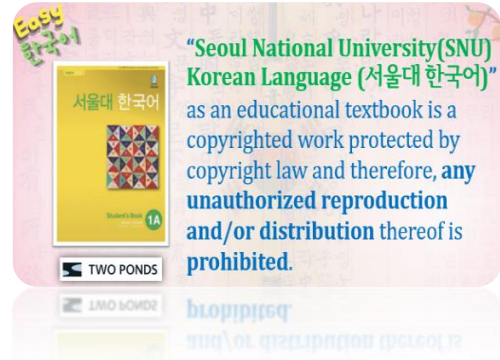 Easy
한국어
서울대 한국어
Student's Book 1A
TWO PONDS
“Seoul National University(SNU)
Korean Language (서울대 한국어)”
as an educational textbook is a
copyrighted work protected by
copyright law and therefore, any
unauthorized reproduction
and/or distribution thereof is
prohibited.